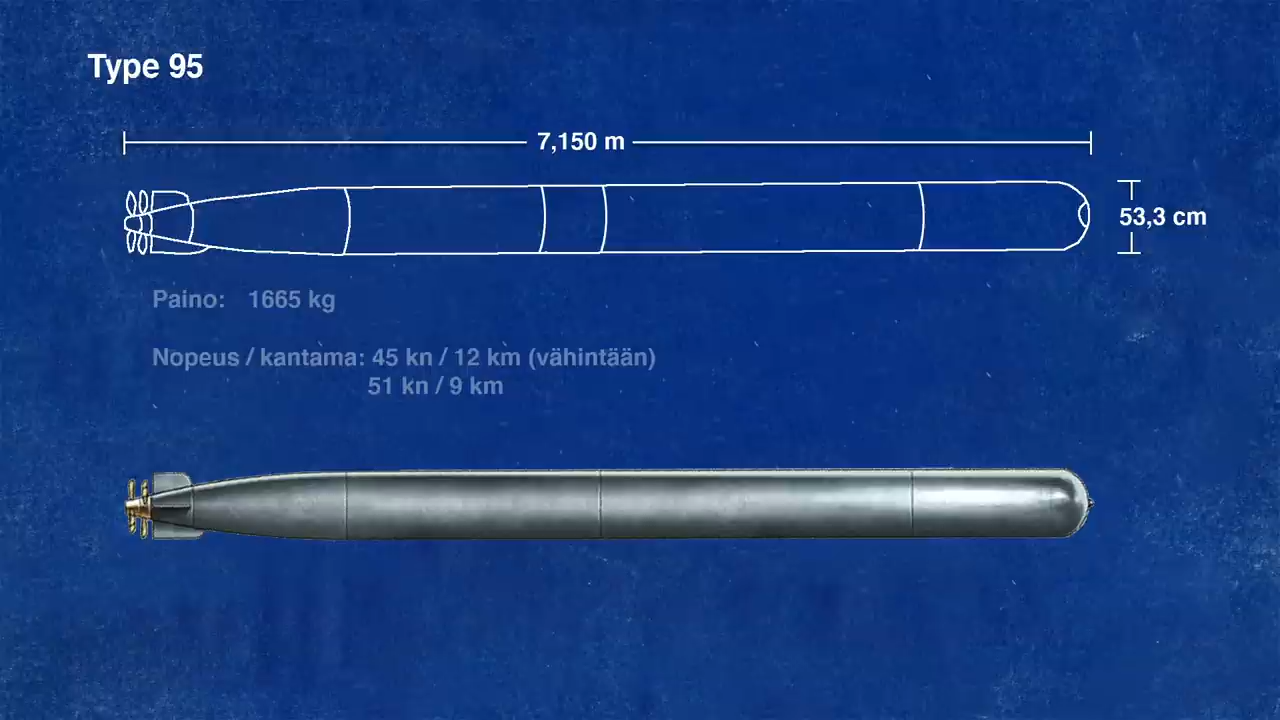 Type 95
7,150 m
53,3 cm
Paino: 1665 kg
Nopeus / kantama: 45 kn / 12 km (vähintään)
51 kn / 9 km